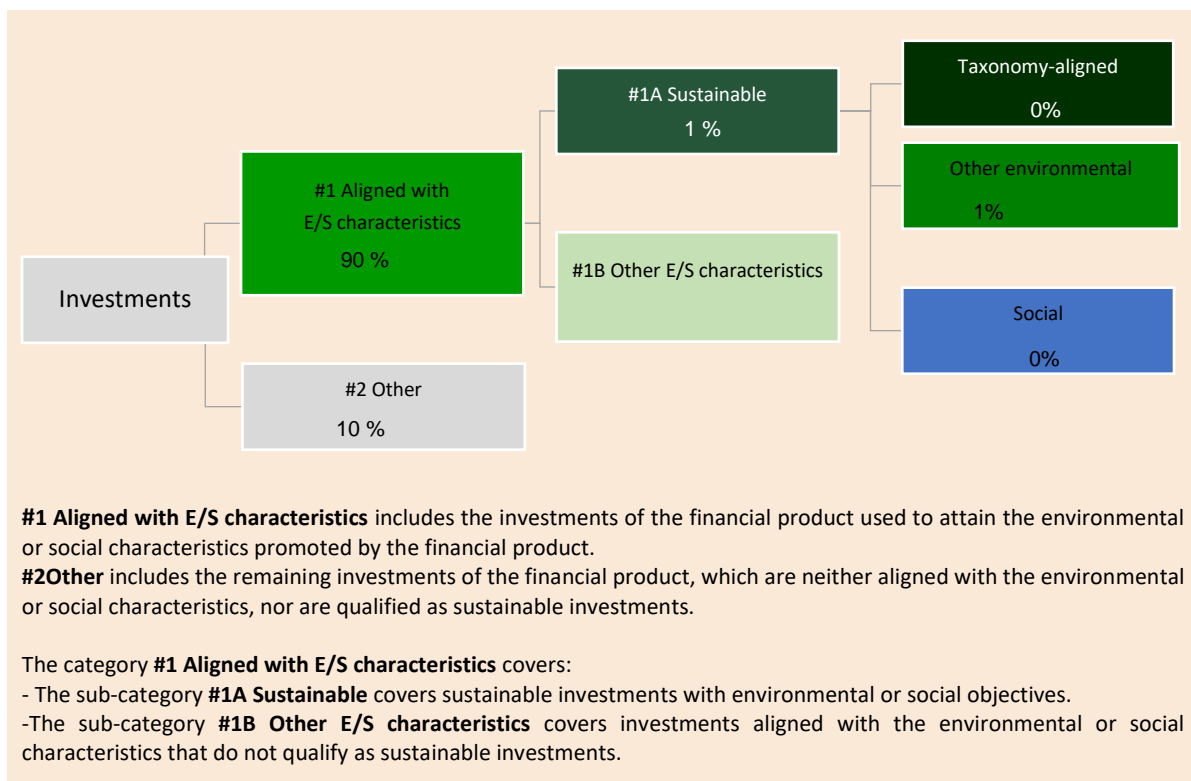 Investments
#1 Aligned with
E/S characteristics
90 %
#2 Other
10 %
#1A Sustainable
1 %
#1B Other E/S characteristics
Taxonomy-aligned
0%
Other environmental
1%
Social
0%
#1 Aligned with E/S characteristics includes the investments of the financial product used to attain the environmental
or social characteristics promoted by the financial product.
#2Other includes the remaining investments of the financial product, which are neither aligned with the environmental
or social characteristics, nor are qualified as sustainable investments.
The category #1 Aligned with E/S characteristics covers:
- The sub-category #1A Sustainable covers sustainable investments with environmental or social objectives.
-The sub-category #1B Other E/S characteristics covers investments aligned with the environmental or social
characteristics that do not qualify as sustainable investments.